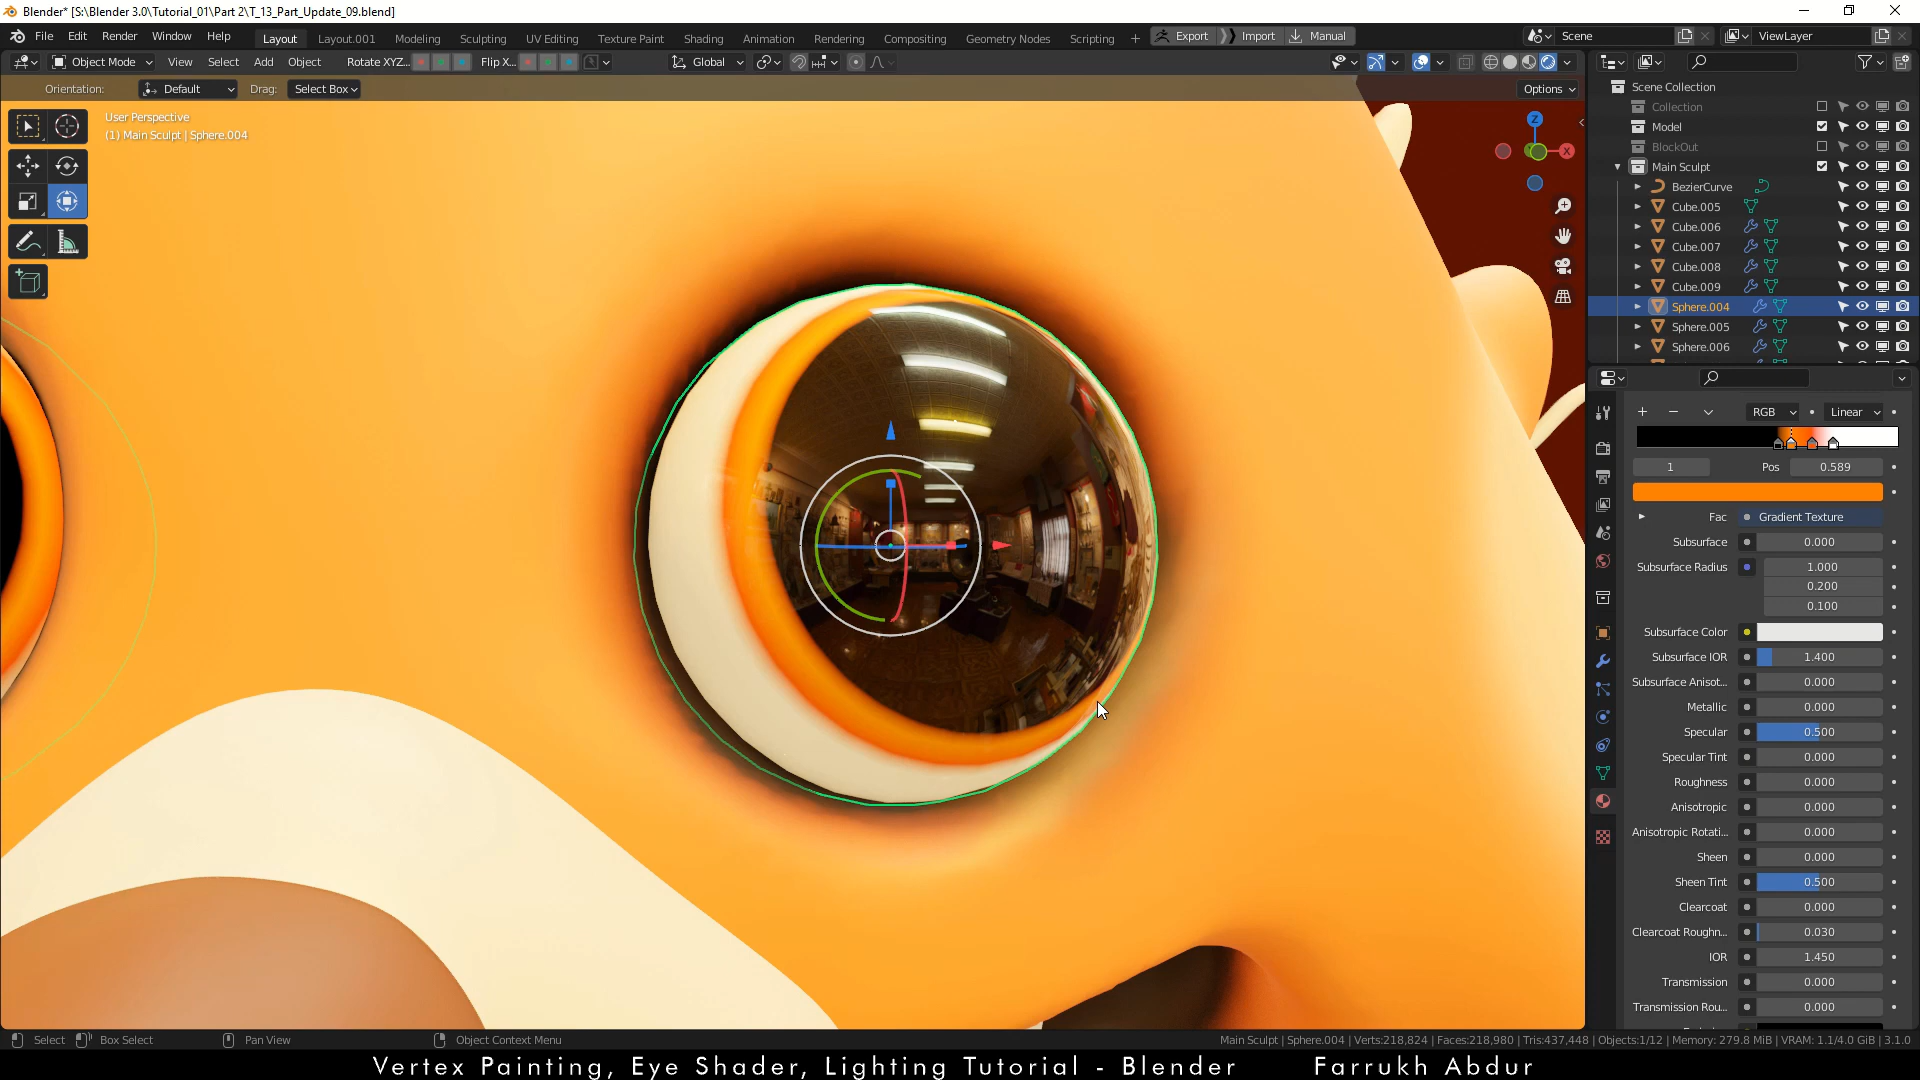 Blender* [S:\Blender 3.0\Tutorial_01\Part 2\T_13_Part_Update_09.blend]
File Edit Render Window Help Layout Layout.001 Modeling Sculpting UV Editing Texture Paint Shading Animation Rendering Compositing Geometry Nodes Scripting + Export Import Manual Scene ViewLayer
Object Mode View Select Add Object Rotate XYZ... Flip X... Global
Orientation: Default Drag: Select Box Options
User Perspective
(1) Main Sculpt | Sphere.004
Z
X
Scene Collection
Collection
Model
BlockOut
Main Sculpt
BezierCurve
Cube.005
Cube.006
Cube.007
Cube.008
Cube.009
Sphere.004
Sphere.005
Sphere.006
RGB Linear
1 Pos 0.589
Fac Gradient Texture
Subsurface 0.000
Subsurface Radius 1.000
0.200
0.100
Subsurface Color
Subsurface IOR 1.400
Subsurface Anisot... 0.000
Metallic 0.000
Specular 0.500
Specular Tint 0.000
Roughness 0.000
Anisotropic 0.000
Anisotropic Rotati... 0.000
Sheen 0.000
Sheen Tint 0.500
Clearcoat 0.000
Clearcoat Roughn... 0.030
IOR 1.450
Transmission 0.000
Transmission Rou... 0.000
Select Box Select Pan View Object Context Menu Main Sculpt | Sphere.004 | Verts:218,824 | Faces:218,980 | Tris:437,448 | Objects:1/12 | Memory: 279.8 MiB | VRAM: 1.1/4.0 GiB | 3.1.0
Vertex Painting, Eye Shader, Lighting Tutorial - Blender Farrukh Abdur